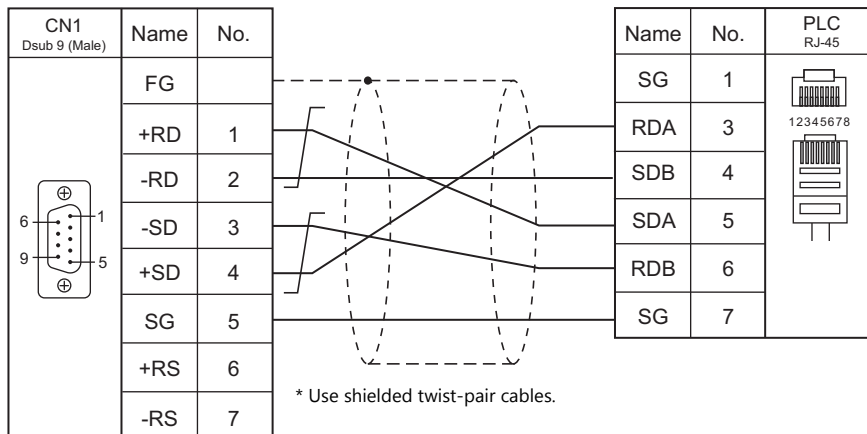 CN1
Dsub 9 (Male)
Name No.
FG
+RD 1
-RD 2
-SD 3
+SD 4
SG 5
+RS 6
-RS 7
6 1
9 5
Name No.
PLC
RJ-45
SG 1
RDA 3
SDB 4
SDA 5
RDB 6
SG 7
12345678
* Use shielded twist-pair cables.